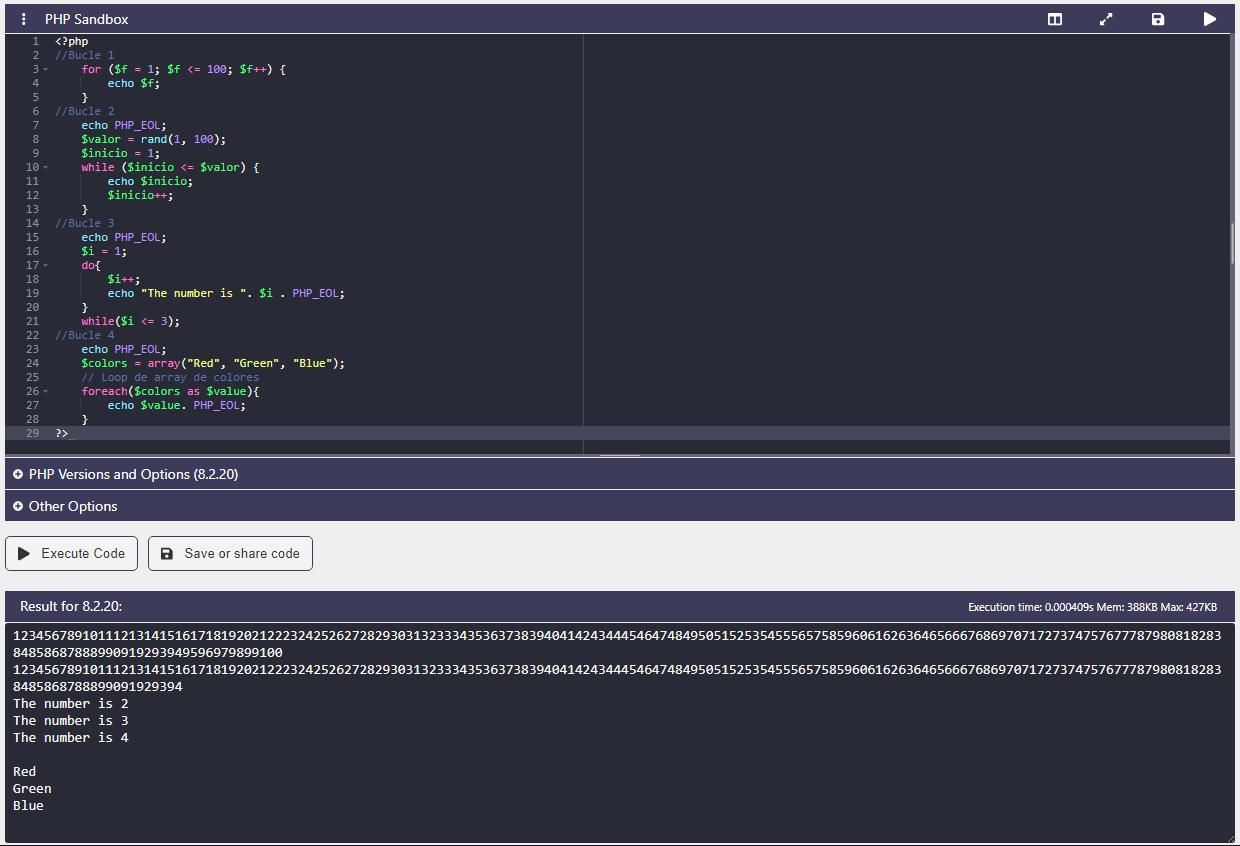 PHP Sandbox
1 <?php
2 //Bucle 1
3     for ($f = 1; $f <= 100; $f++) {
4         echo $f;
5     }
6 //Bucle 2
7     echo PHP_EOL;
8     $valor = rand(1, 100);
9     $inicio = 1;
10     while ($inicio <= $valor) {
11         echo $inicio;
12         $inicio++;
13     }
14 //Bucle 3
15     echo PHP_EOL;
16     $i = 1;
17     do{
18         $i++;
19         echo "The number is ". $i . PHP_EOL;
20     }
21     while($i <= 3);
22 //Bucle 4
23     echo PHP_EOL;
24     $colors = array("Red", "Green", "Blue");
25     // Loop de array de colores
26     foreach($colors as $value){
27         echo $value. PHP_EOL;
28     }
29 ?>
PHP Versions and Options (8.2.20)
Other Options
Execute Code Save or share code
Result for 8.2.20: Execution time: 0.000409s Mem: 388KB Max: 427KB
1234567891011121314151617181920212223242526272829303132333435363738394041424344454647484950515253545556575859606162636465666768697071727374757677787980818283
84858687888990919293949596979899100
1234567891011121314151617181920212223242526272829303132333435363738394041424344454647484950515253545556575859606162636465666768697071727374757677787980818283
8485868788899091929394
The number is 2
The number is 3
The number is 4
Red
Green
Blue